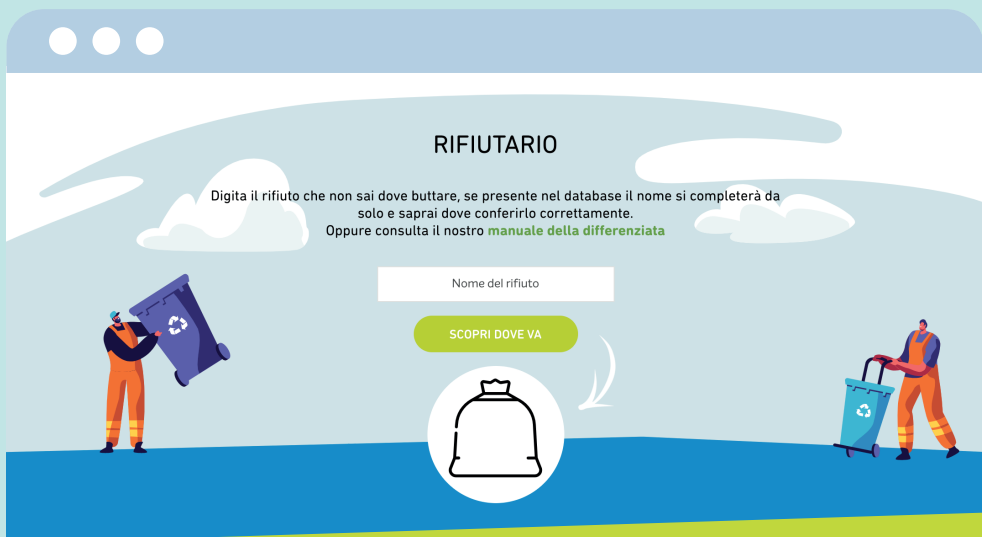 RIFIUTARIO
Digita il rifiuto che non sai dove buttare, se presente nel database il nome si completerà da
solo e saprai dove conferirlo correttamente.
Oppure consulta il nostro manuale della differenziata
Nome del rifiuto
SCOPRI DOVE VA